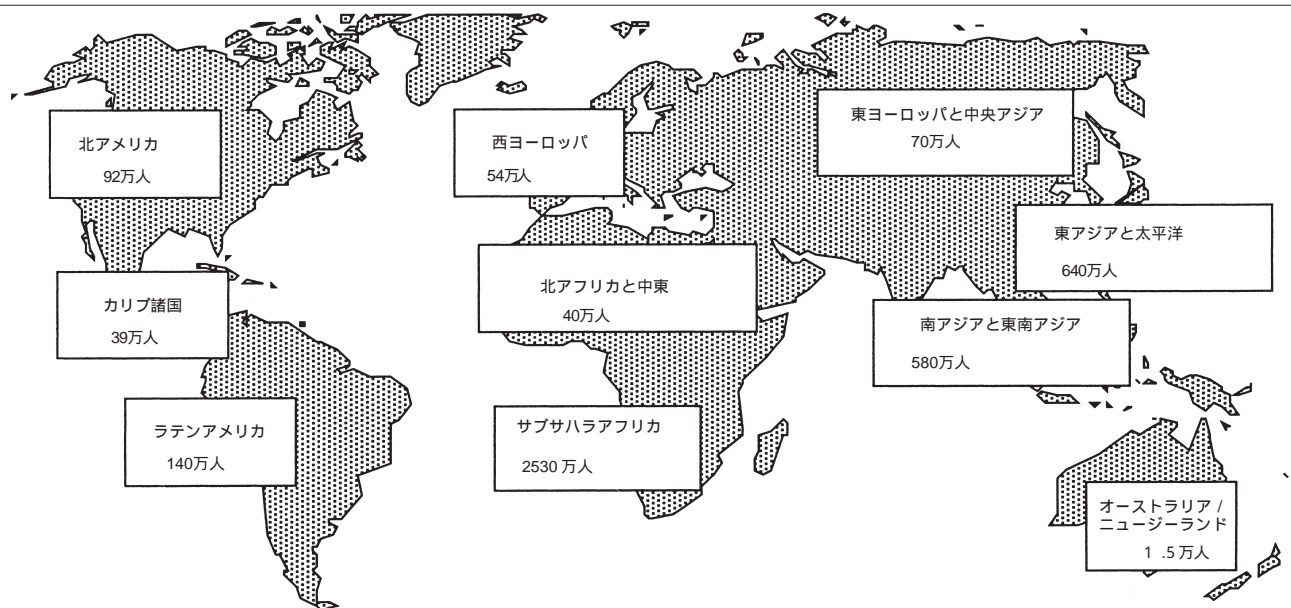 北アメリカ
92万人
西ヨーロッパ
54万人
東ヨーロッパと中央アジア
70万人
東アジアと太平洋
640万人
カリブ諸国
39万人
北アフリカと中東
40万人
南アジアと東南アジア
580万人
ラテンアメリカ
140万人
サブサハラアフリカ
2530万人
オーストラリア /
ニュージーランド
1 .5万人